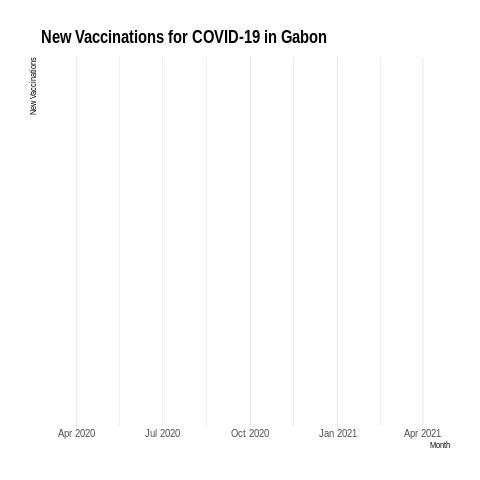 New Vaccinations for COVID-19 in Gabon
New Vaccinations
Apr 2020 Jul 2020 Oct 2020 Jan 2021 Apr 2021
Month